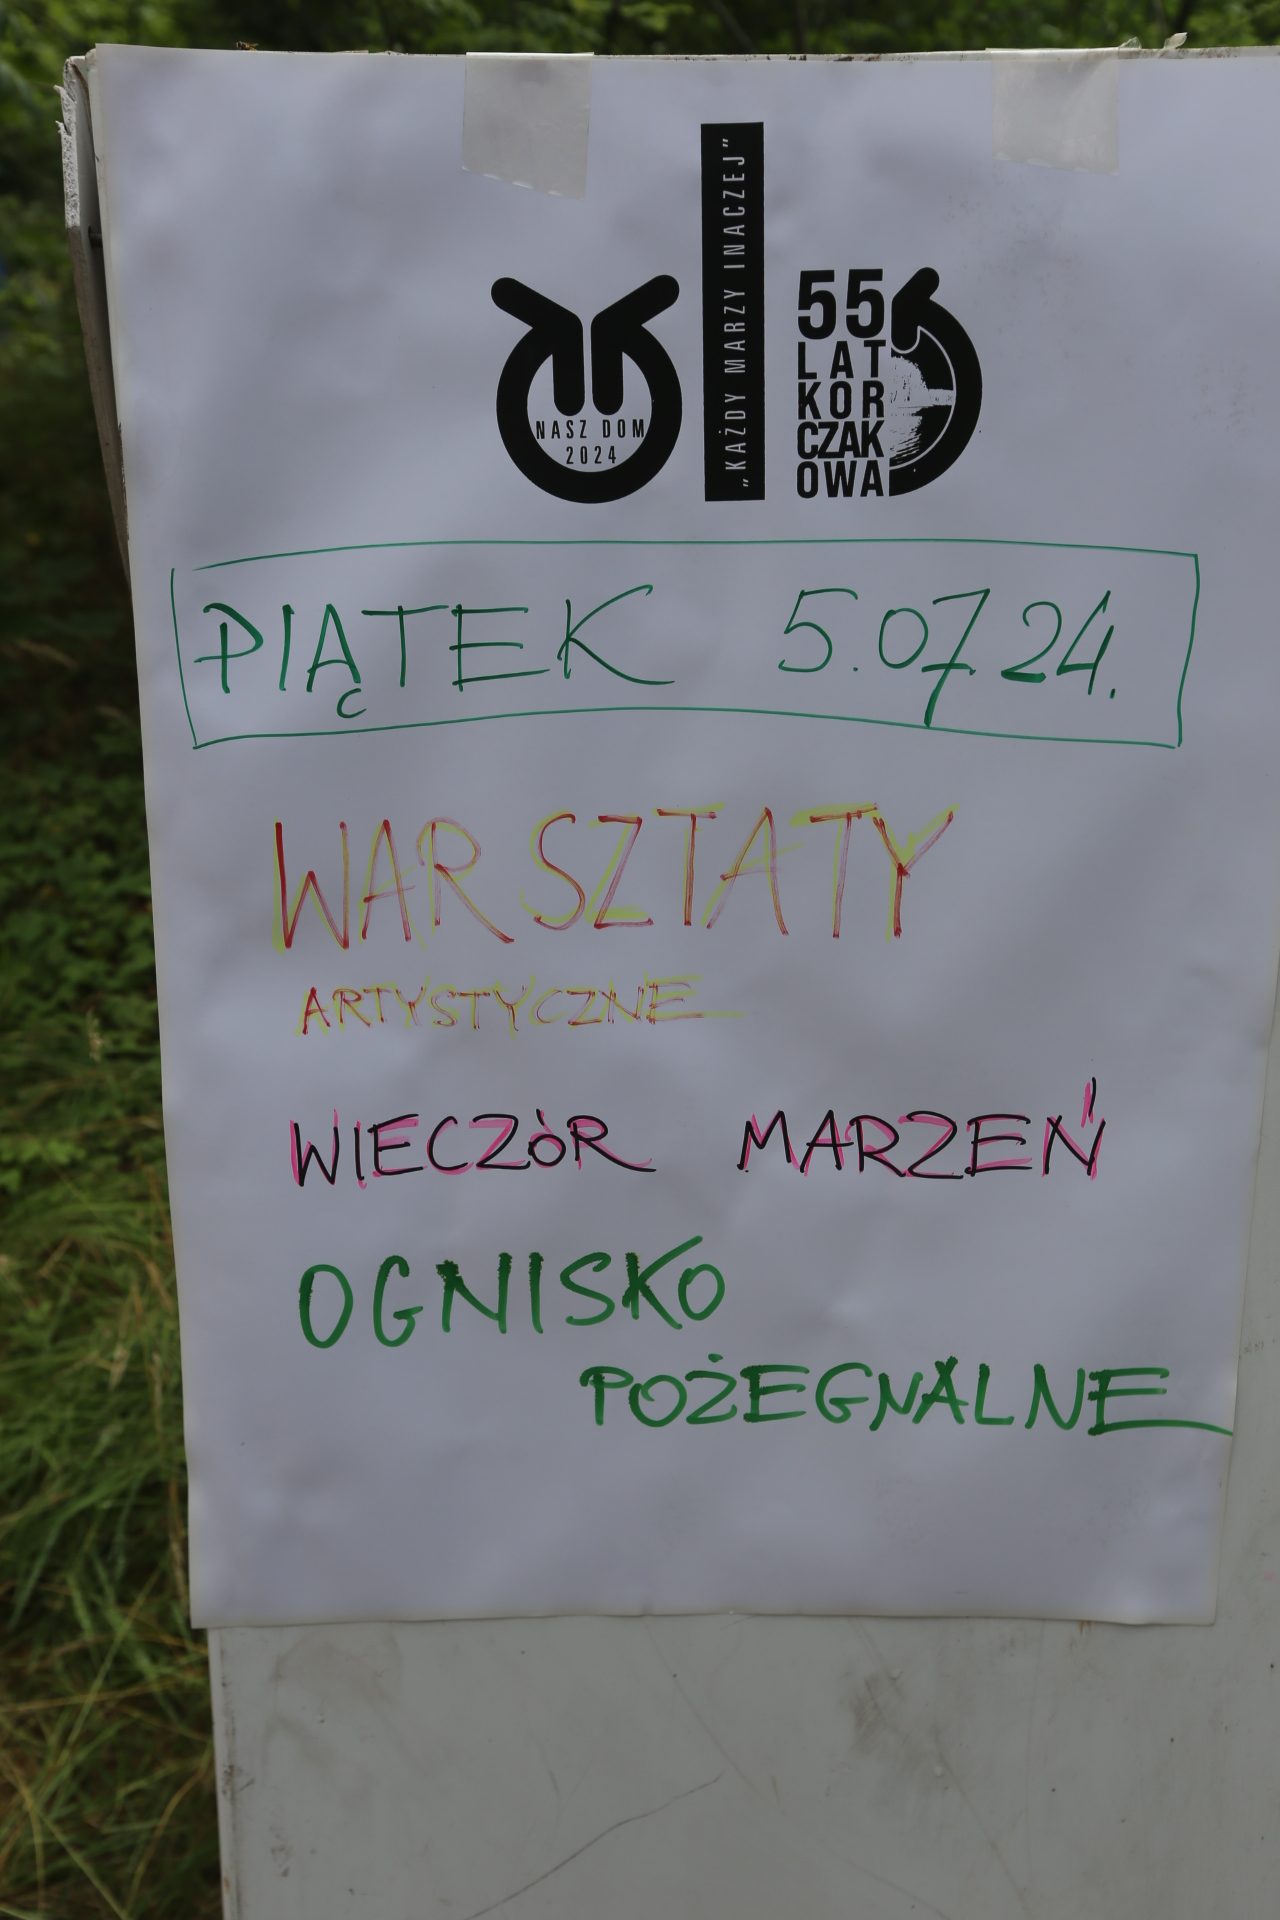 NASZ DOM
2024
„KAŻDY MARZY INACZEJ”
55
LAT
KOR
CZAK
OWA
PIĄTEK 5.07.24.
WARSZTATY
ARTYSTYCZNE
WIECZÓR MARZEŃ
OGNISKO
POŻEGNALNE